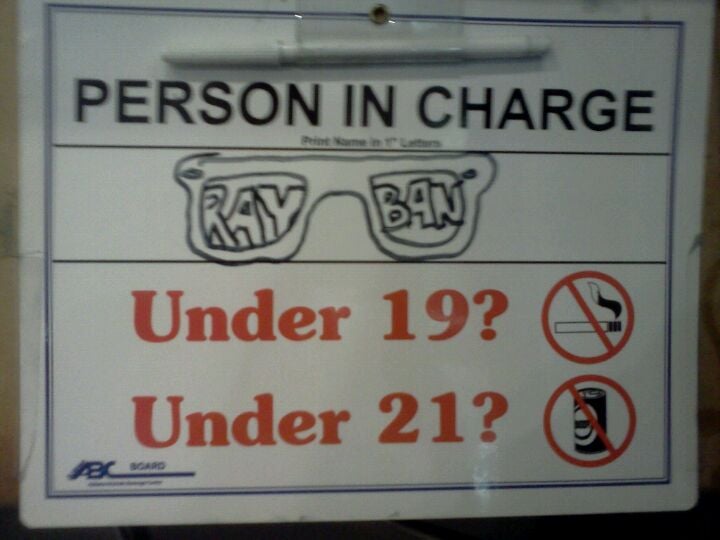 PERSON IN CHARGE
Print Name in 1" Letters
RAY BAN
Under 19?
Under 21?
ABC BOARD